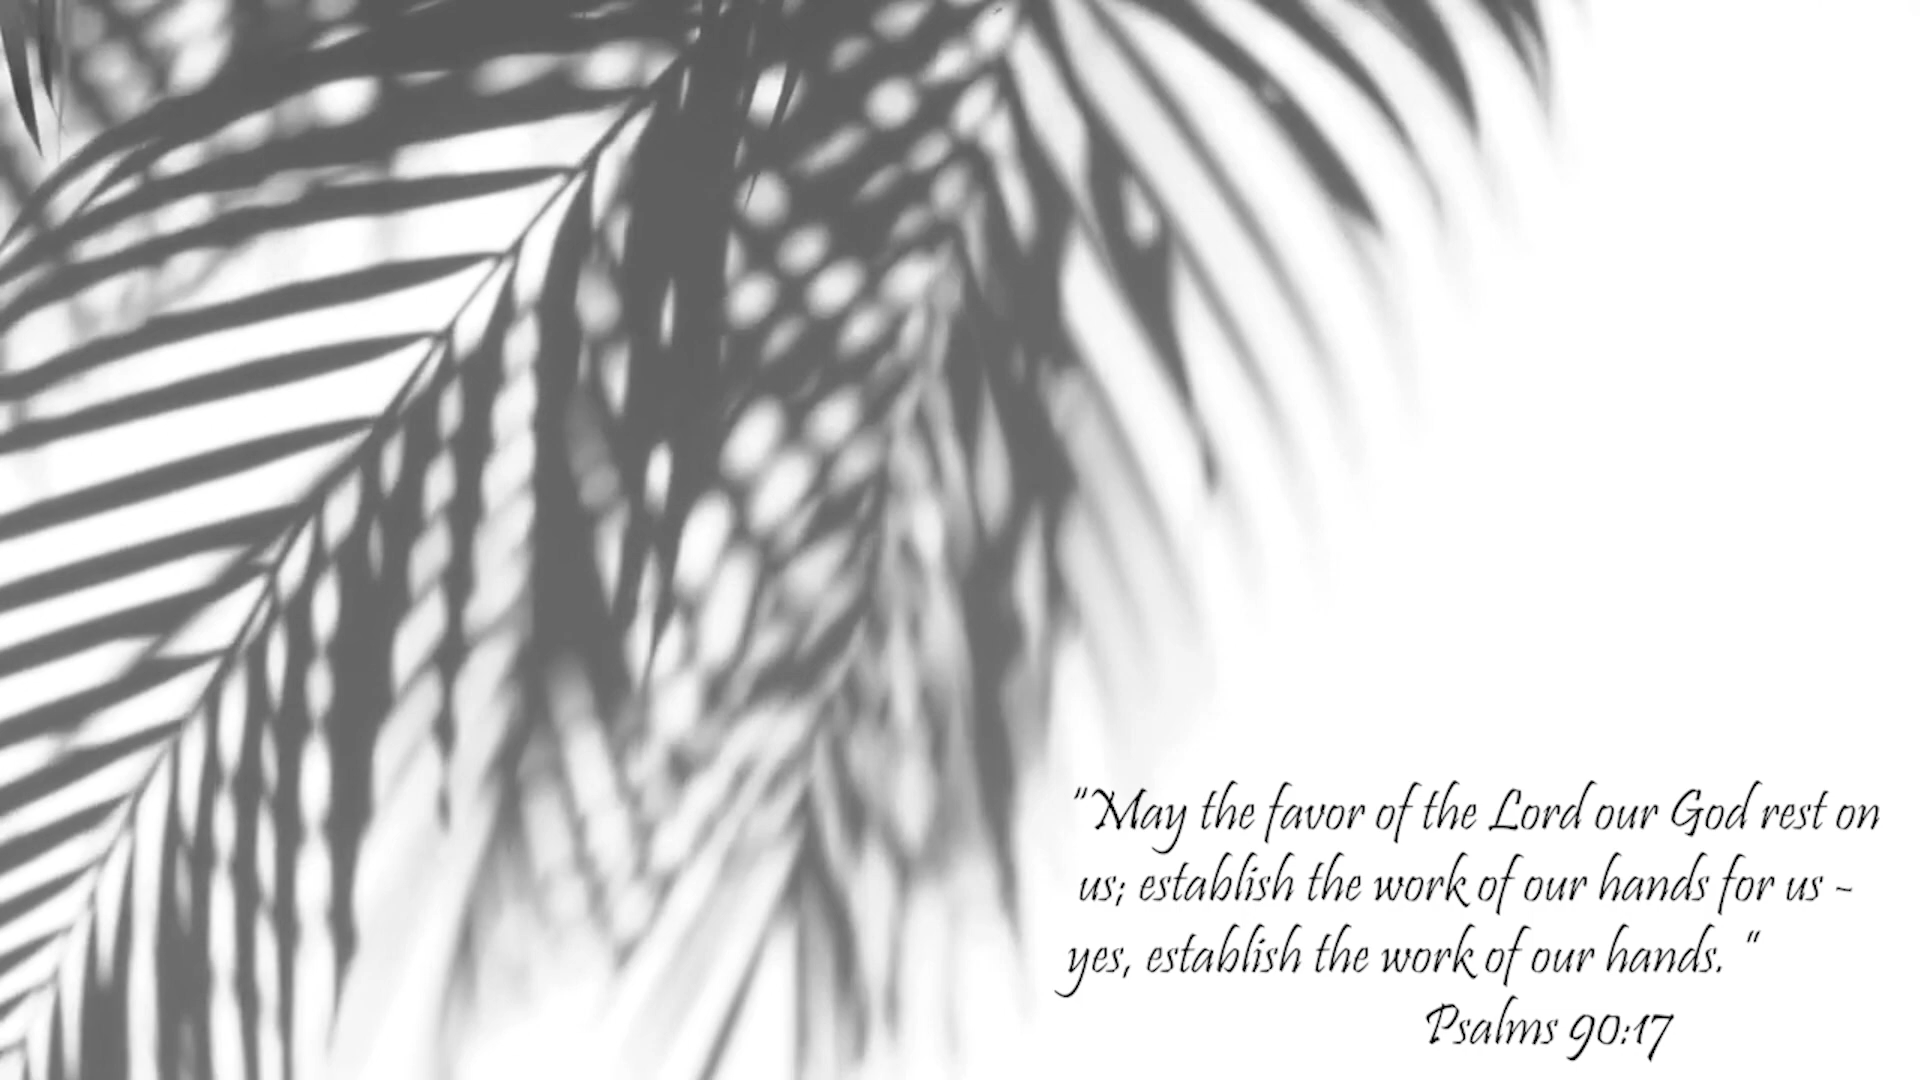 "May the favor of the Lord our God rest on
us; establish the work of our hands for us -
yes, establish the work of our hands. "
Psalms 90:17